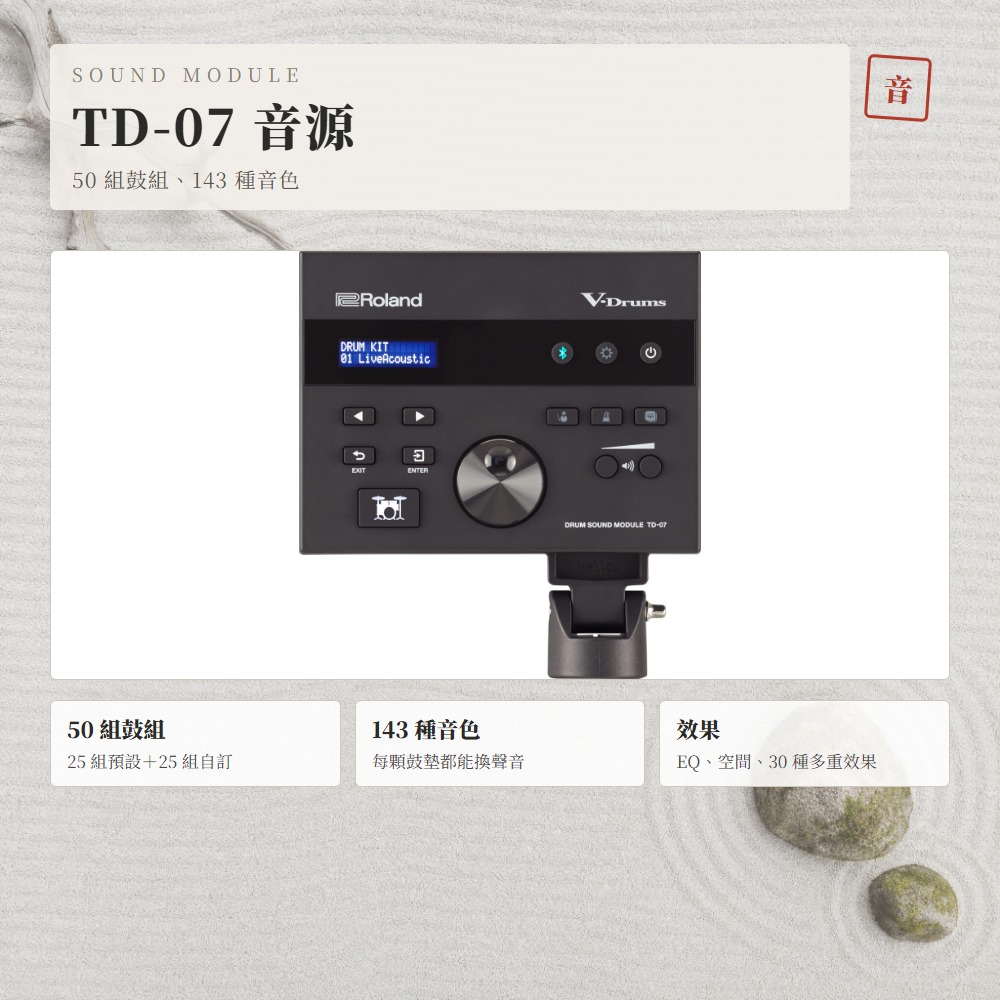 SOUND MODULE
TD-07 音源
50 組鼓組、143 種音色
音
Roland
V-Drums
DRUM KIT
01 LiveAcoustic
EXIT
ENTER
DRUM SOUND MODULE TD-07
50 組鼓組
25 組預設＋25 組自訂
143 種音色
每顆鼓墊都能換聲音
效果
EQ、空間、30 種多重效果